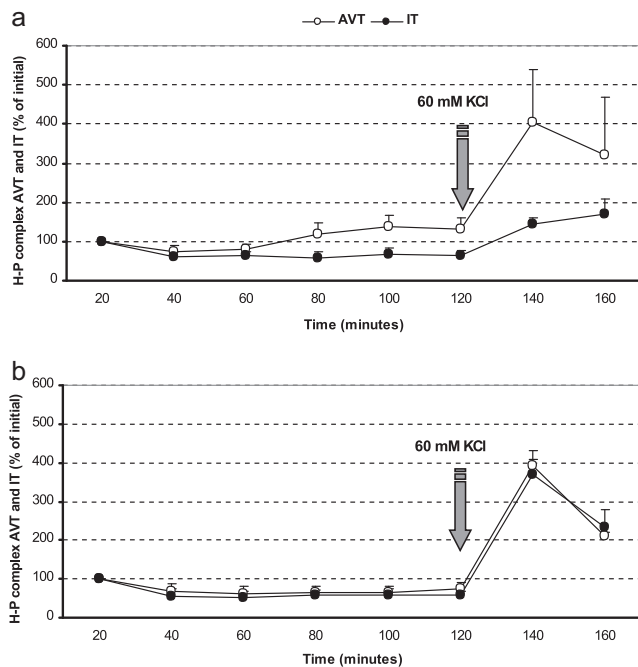 a
AVT IT
H-P complex AVT and IT (% of initial)
600
500
400
300
200
100
0
60 mM KCl
20 40 60 80 100 120 140 160
Time (minutes)
b
H-P complex AVT and IT (% of initial)
600
500
400
300
200
100
0
60 mM KCl
20 40 60 80 100 120 140 160
Time (minutes)